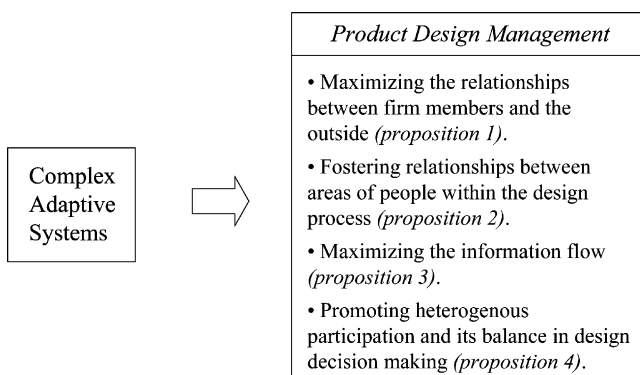 Complex
Adaptive
Systems
Product Design Management
• Maximizing the relationships
between firm members and the
outside (proposition 1).
• Fostering relationships between
areas of people within the design
process (proposition 2).
• Maximizing the information flow
(proposition 3).
• Promoting heterogenous
participation and its balance in design
decision making (proposition 4).